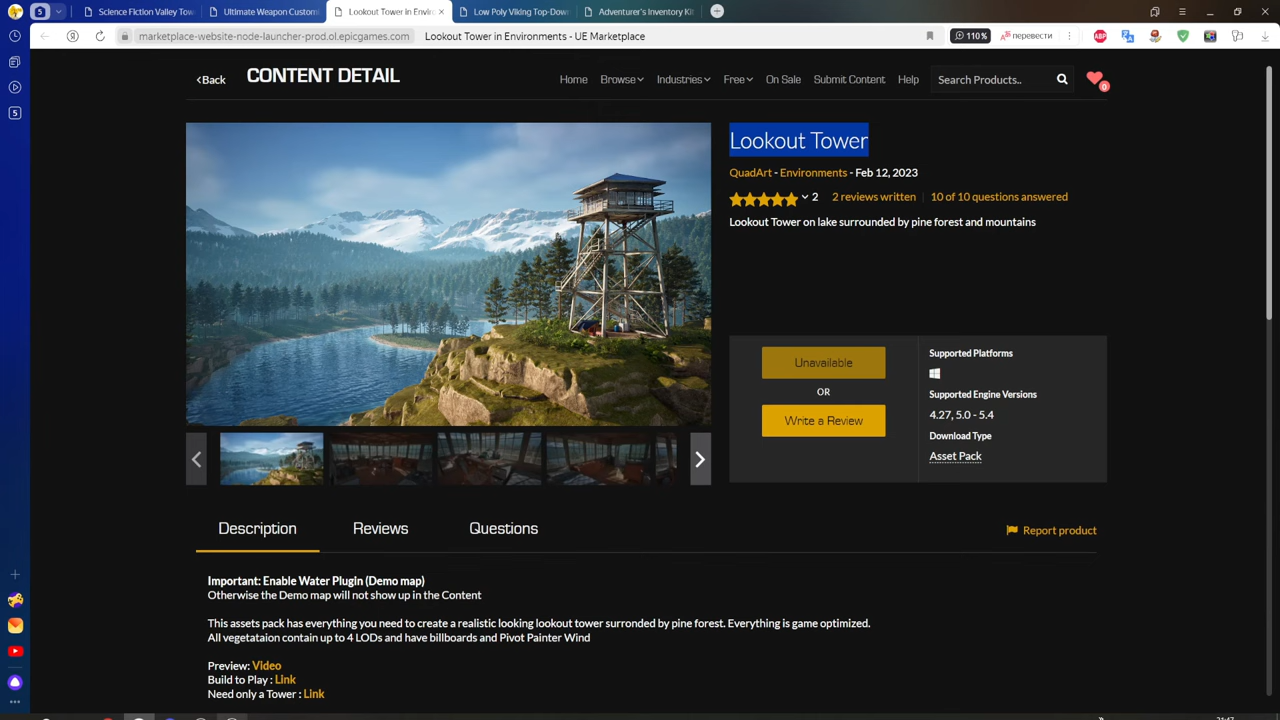 5
Science Fiction Valley Tow
Ultimate Weapon Custom
Lookout Tower in Enviro
Low Poly Viking Top-Dow
Adventurer's Inventory Kit
marketplace-website-node-launcher-prod.ol.epicgames.com
Lookout Tower in Environments - UE Marketplace
110 %
перевести
ABP
5
Back
CONTENT DETAIL
Home
Browse
Industries
Free
On Sale
Submit Content
Help
Search Products..
0
Lookout Tower
QuadArt - Environments - Feb 12, 2023
2
2 reviews written
10 of 10 questions answered
Lookout Tower on lake surrounded by pine forest and mountains
Unavailable
OR
Write a Review
Supported Platforms
Supported Engine Versions
4.27, 5.0 - 5.4
Download Type
Asset Pack
Description
Reviews
Questions
Report product
Important: Enable Water Plugin (Demo map)
Otherwise the Demo map will not show up in the Content
This assets pack has everything you need to create a realistic looking lookout tower surronded by pine forest. Everything is game optimized.
All vegetataion contain up to 4 LODs and have billboards and Pivot Painter Wind
Preview: Video
Build to Play : Link
Need only a Tower : Link